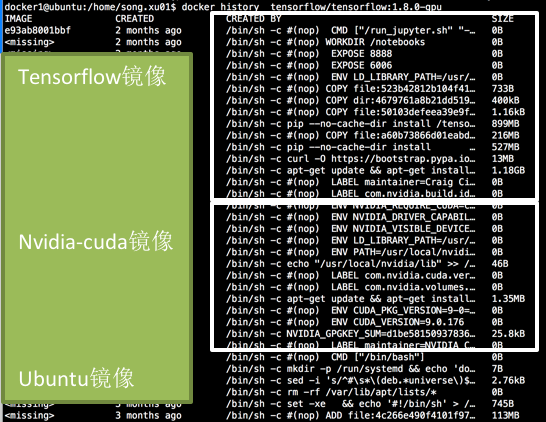 docker1@ubuntu:/home/song.xu01$ docker history tensorflow/tensorflow:1.8.0-gpu
IMAGE CREATED CREATED BY SIZE
e93ab8001bbf 2 months ago /bin/sh -c #(nop) CMD ["/run_jupyter.sh" "-… 0B
<missing> 2 months ago /bin/sh -c #(nop) WORKDIR /notebooks 0B
/bin/sh -c #(nop) EXPOSE 8888 0B
/bin/sh -c #(nop) EXPOSE 6006 0B
Tensorflow镜像 /bin/sh -c #(nop) ENV LD_LIBRARY_PATH=/usr/… 0B
/bin/sh -c #(nop) COPY file:523b42812b104f41… 733B
/bin/sh -c #(nop) COPY dir:4679761a8b21dd519… 400kB
/bin/sh -c #(nop) COPY file:50103defeea39e9f… 1.16kB
/bin/sh -c pip --no-cache-dir install /tenso… 899MB
/bin/sh -c #(nop) COPY file:a60b73866d01eabd… 216MB
/bin/sh -c pip --no-cache-dir install … 527MB
/bin/sh -c curl -O https://bootstrap.pypa.io… 13MB
/bin/sh -c apt-get update && apt-get install… 1.18GB
/bin/sh -c #(nop) LABEL maintainer=Craig Ci… 0B
/bin/sh -c #(nop) LABEL com.nvidia.build.id… 0B
/bin/sh -c #(nop) ENV NVIDIA_REQUIRE_CUDA=c… 0B
/bin/sh -c #(nop) ENV NVIDIA_DRIVER_CAPABIL… 0B
/bin/sh -c #(nop) ENV NVIDIA_VISIBLE_DEVICE… 0B
Nvidia-cuda镜像 /bin/sh -c #(nop) ENV LD_LIBRARY_PATH=/usr/… 0B
/bin/sh -c #(nop) ENV PATH=/usr/local/nvidi… 0B
/bin/sh -c echo "/usr/local/nvidia/lib" >> /… 46B
/bin/sh -c #(nop) LABEL com.nvidia.cuda.ver… 0B
/bin/sh -c #(nop) LABEL com.nvidia.volumes.… 0B
/bin/sh -c apt-get update && apt-get install… 1.35MB
/bin/sh -c #(nop) ENV CUDA_PKG_VERSION=9-0=… 0B
/bin/sh -c #(nop) ENV CUDA_VERSION=9.0.176 0B
/bin/sh -c NVIDIA_GPGKEY_SUM=d1be58150937836… 25.8kB
/bin/sh -c #(nop) LABEL maintainer=NVIDIA C… 0B
/bin/sh -c #(nop) CMD ["/bin/bash"] 0B
/bin/sh -c mkdir -p /run/systemd && echo 'do… 7B
Ubuntu镜像 /bin/sh -c sed -i 's/^#\s*\(deb.*universe\)$… 2.76kB
/bin/sh -c rm -rf /var/lib/apt/lists/* 0B
<missing> 3 months ago /bin/sh -c set -xe && echo '#!/bin/sh' > /… 745B
<missing> 3 months ago /bin/sh -c #(nop) ADD file:4c266e490f4101f97… 113MB